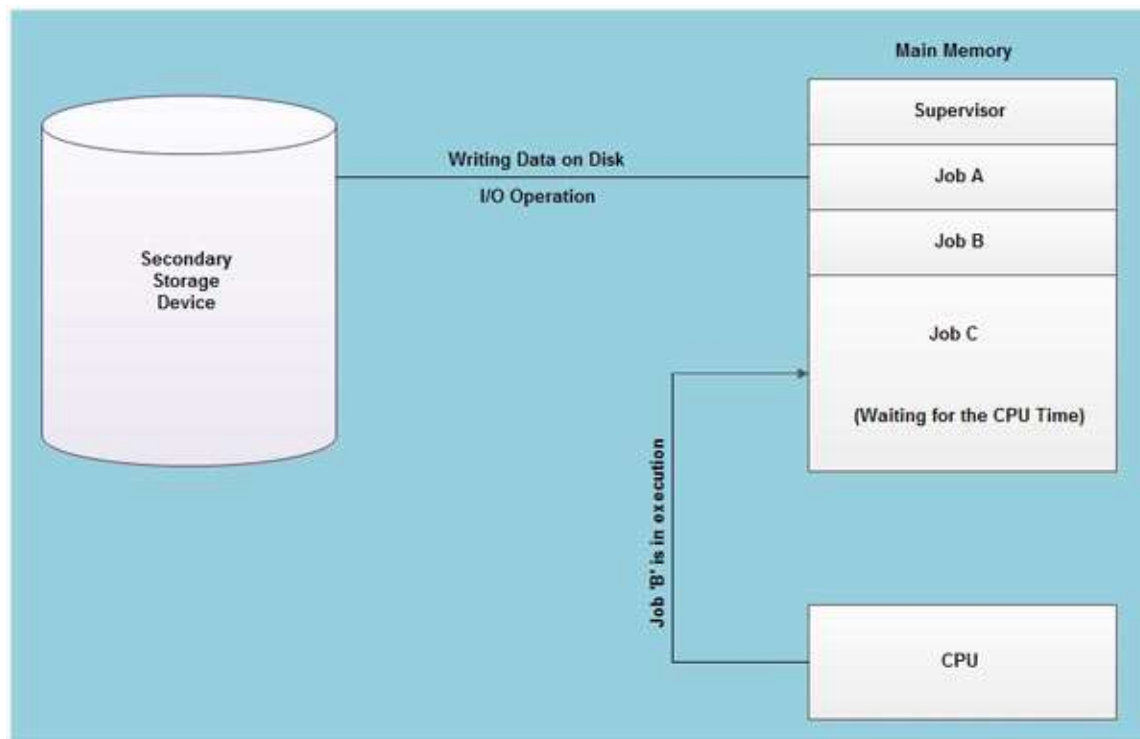 Main Memory
Supervisor
Writing Data on Disk
Job A
I/O Operation
Job B
Secondary
Storage
Device
Job C
(Waiting for the CPU Time)
Job 'B' is in execution
CPU